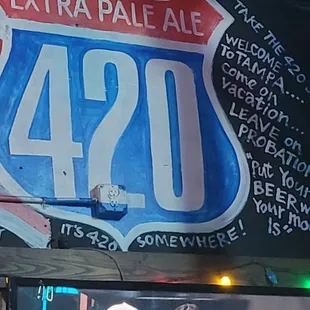 EXTRA PALE ALE
420
TAKE THE 420
WELCOME
TO TAMPA....
come on
vacation...
LEAVE on
PROBATION
"Put Your
BEER W
Your mo
IS"
IT'S 420 SOMEWHERE!